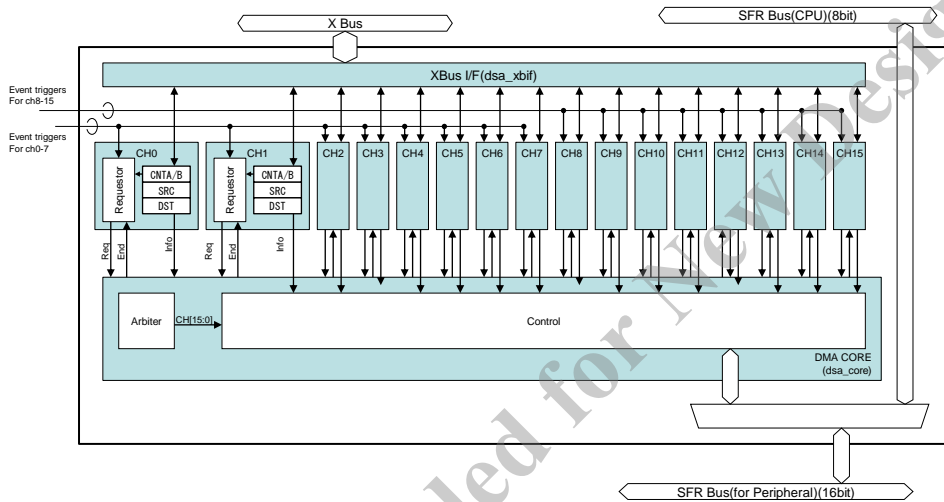 X Bus
SFR Bus(CPU)(8bit)
XBus I/F(dsa_xbif)
Event triggers
For ch8-15
Event triggers
For ch0-7
CH0
CH1
CH2
CH3
CH4
CH5
CH6
CH7
CH8
CH9
CH10
CH11
CH12
CH13
CH14
CH15
Requestor
CNTA/B
SRC
DST
Requestor
CNTA/B
SRC
DST
Req
End
Info
Req
End
Info
Arbiter
CH[15:0]
Control
DMA CORE
(dsa_core)
SFR Bus(for Peripheral)(16bit)
for New Desig